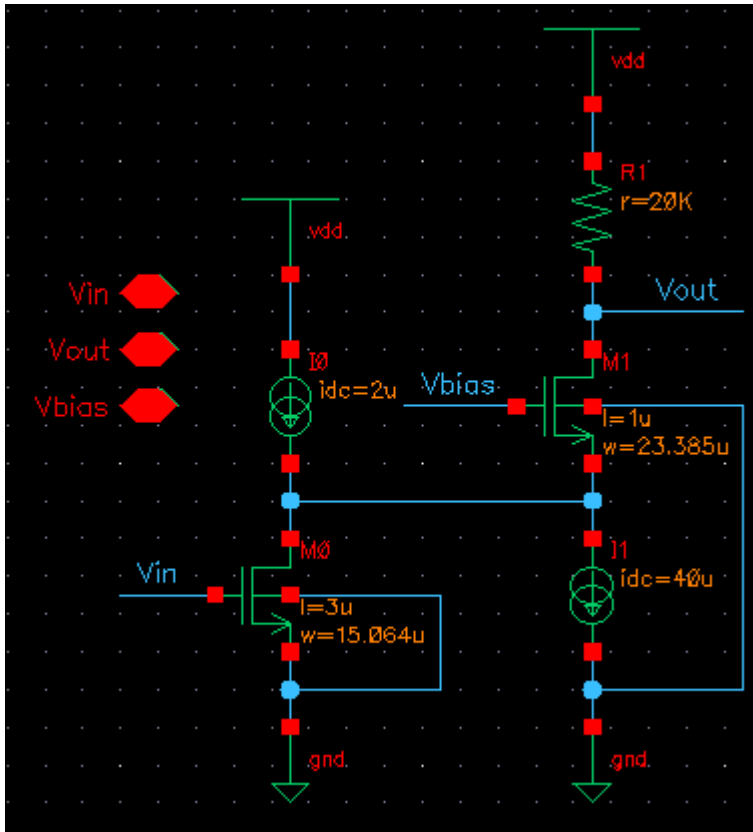 vdd
R1
r=20K
vdd
Vin
Vout
Vout
I0
M1
idc=2u
Vbias
Vbias
l=1u
w=23.385u
M0
I1
Vin
idc=40u
l=3u
w=15.064u
gnd
gnd